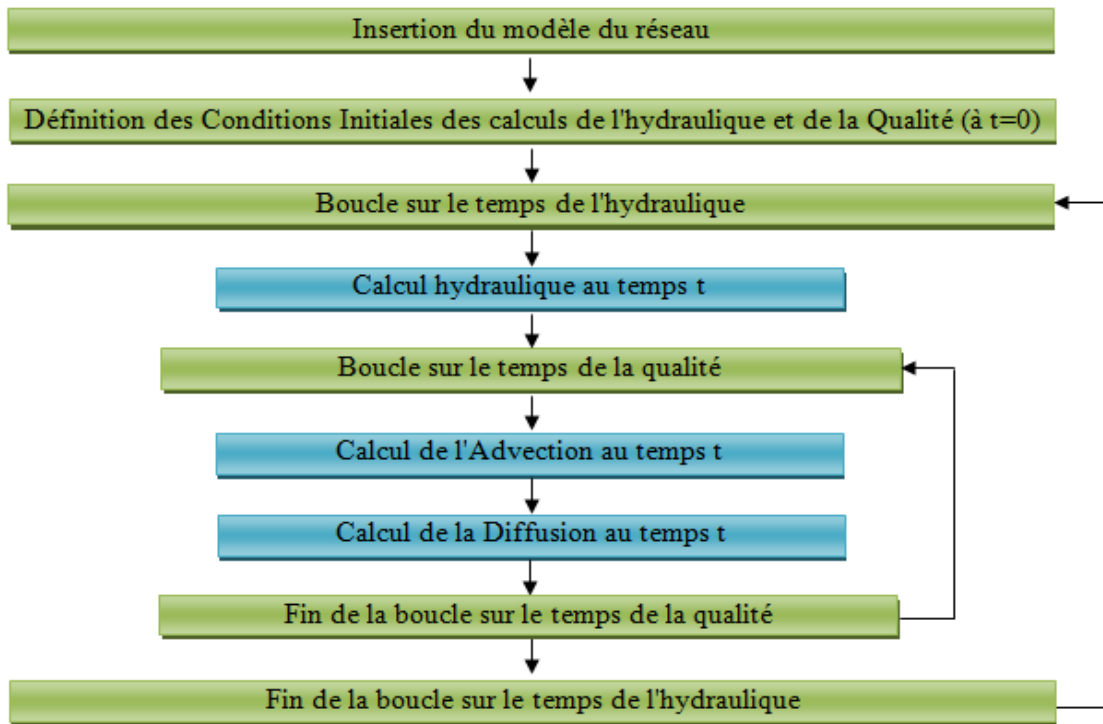 Insertion du modèle du réseau
Définition des Conditions Initiales des calculs de l'hydraulique et de la Qualité (à t=0)
Boucle sur le temps de l'hydraulique
Calcul hydraulique au temps t
Boucle sur le temps de la qualité
Calcul de l'Advection au temps t
Calcul de la Diffusion au temps t
Fin de la boucle sur le temps de la qualité
Fin de la boucle sur le temps de l'hydraulique